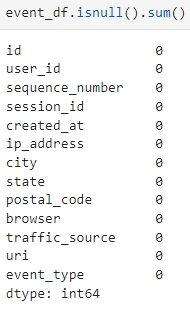 event_df.isnull().sum()
id 0
user_id 0
sequence_number 0
session_id 0
created_at 0
ip_address 0
city 0
state 0
postal_code 0
browser 0
traffic_source 0
uri 0
event_type 0
dtype: int64